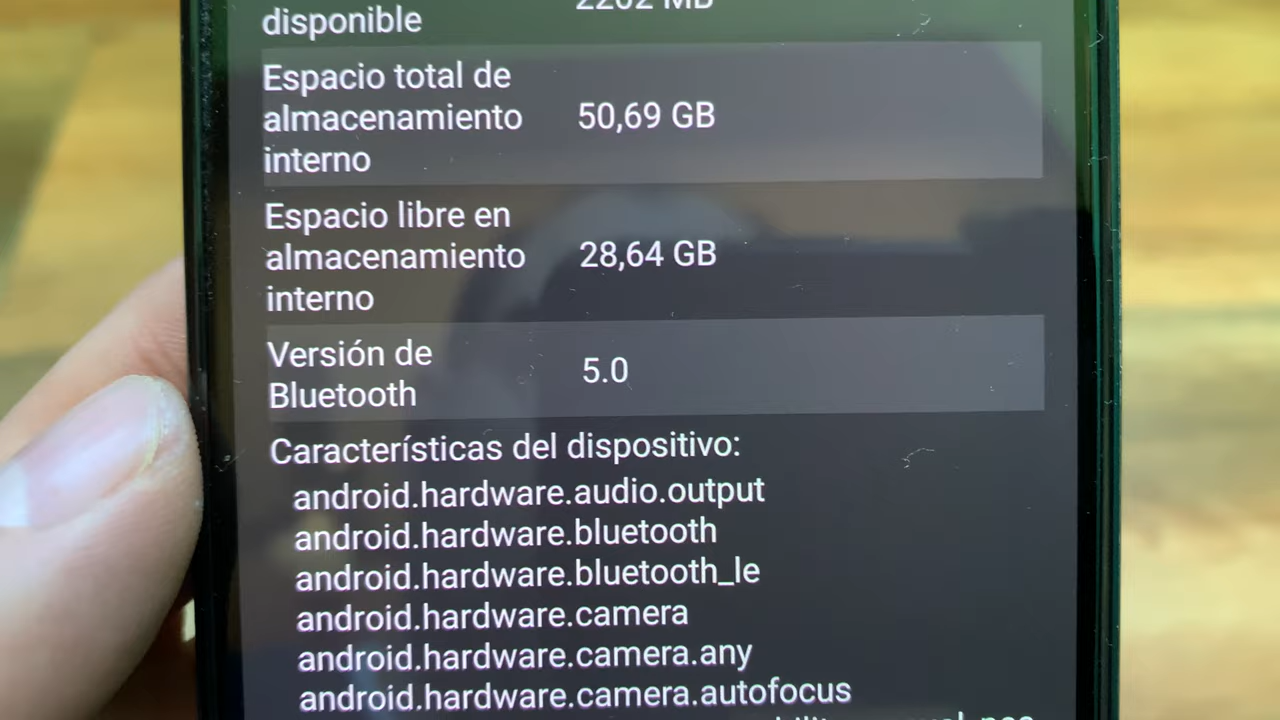 disponible
2202 MB
Espacio total de
almacenamiento
interno
50,69 GB
Espacio libre en
almacenamiento
interno
28,64 GB
Versión de
Bluetooth
5.0
Características del dispositivo:
android.hardware.audio.output
android.hardware.bluetooth
android.hardware.bluetooth_le
android.hardware.camera
android.hardware.camera.any
android.hardware.camera.autofocus